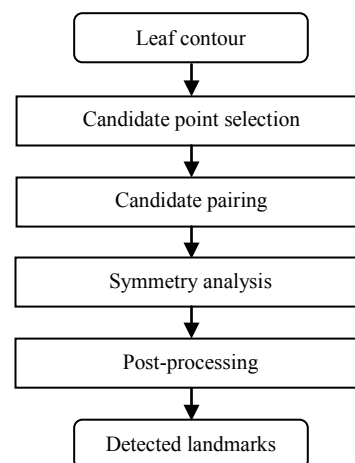 Leaf contour
Candidate point selection
Candidate pairing
Symmetry analysis
Post-processing
Detected landmarks